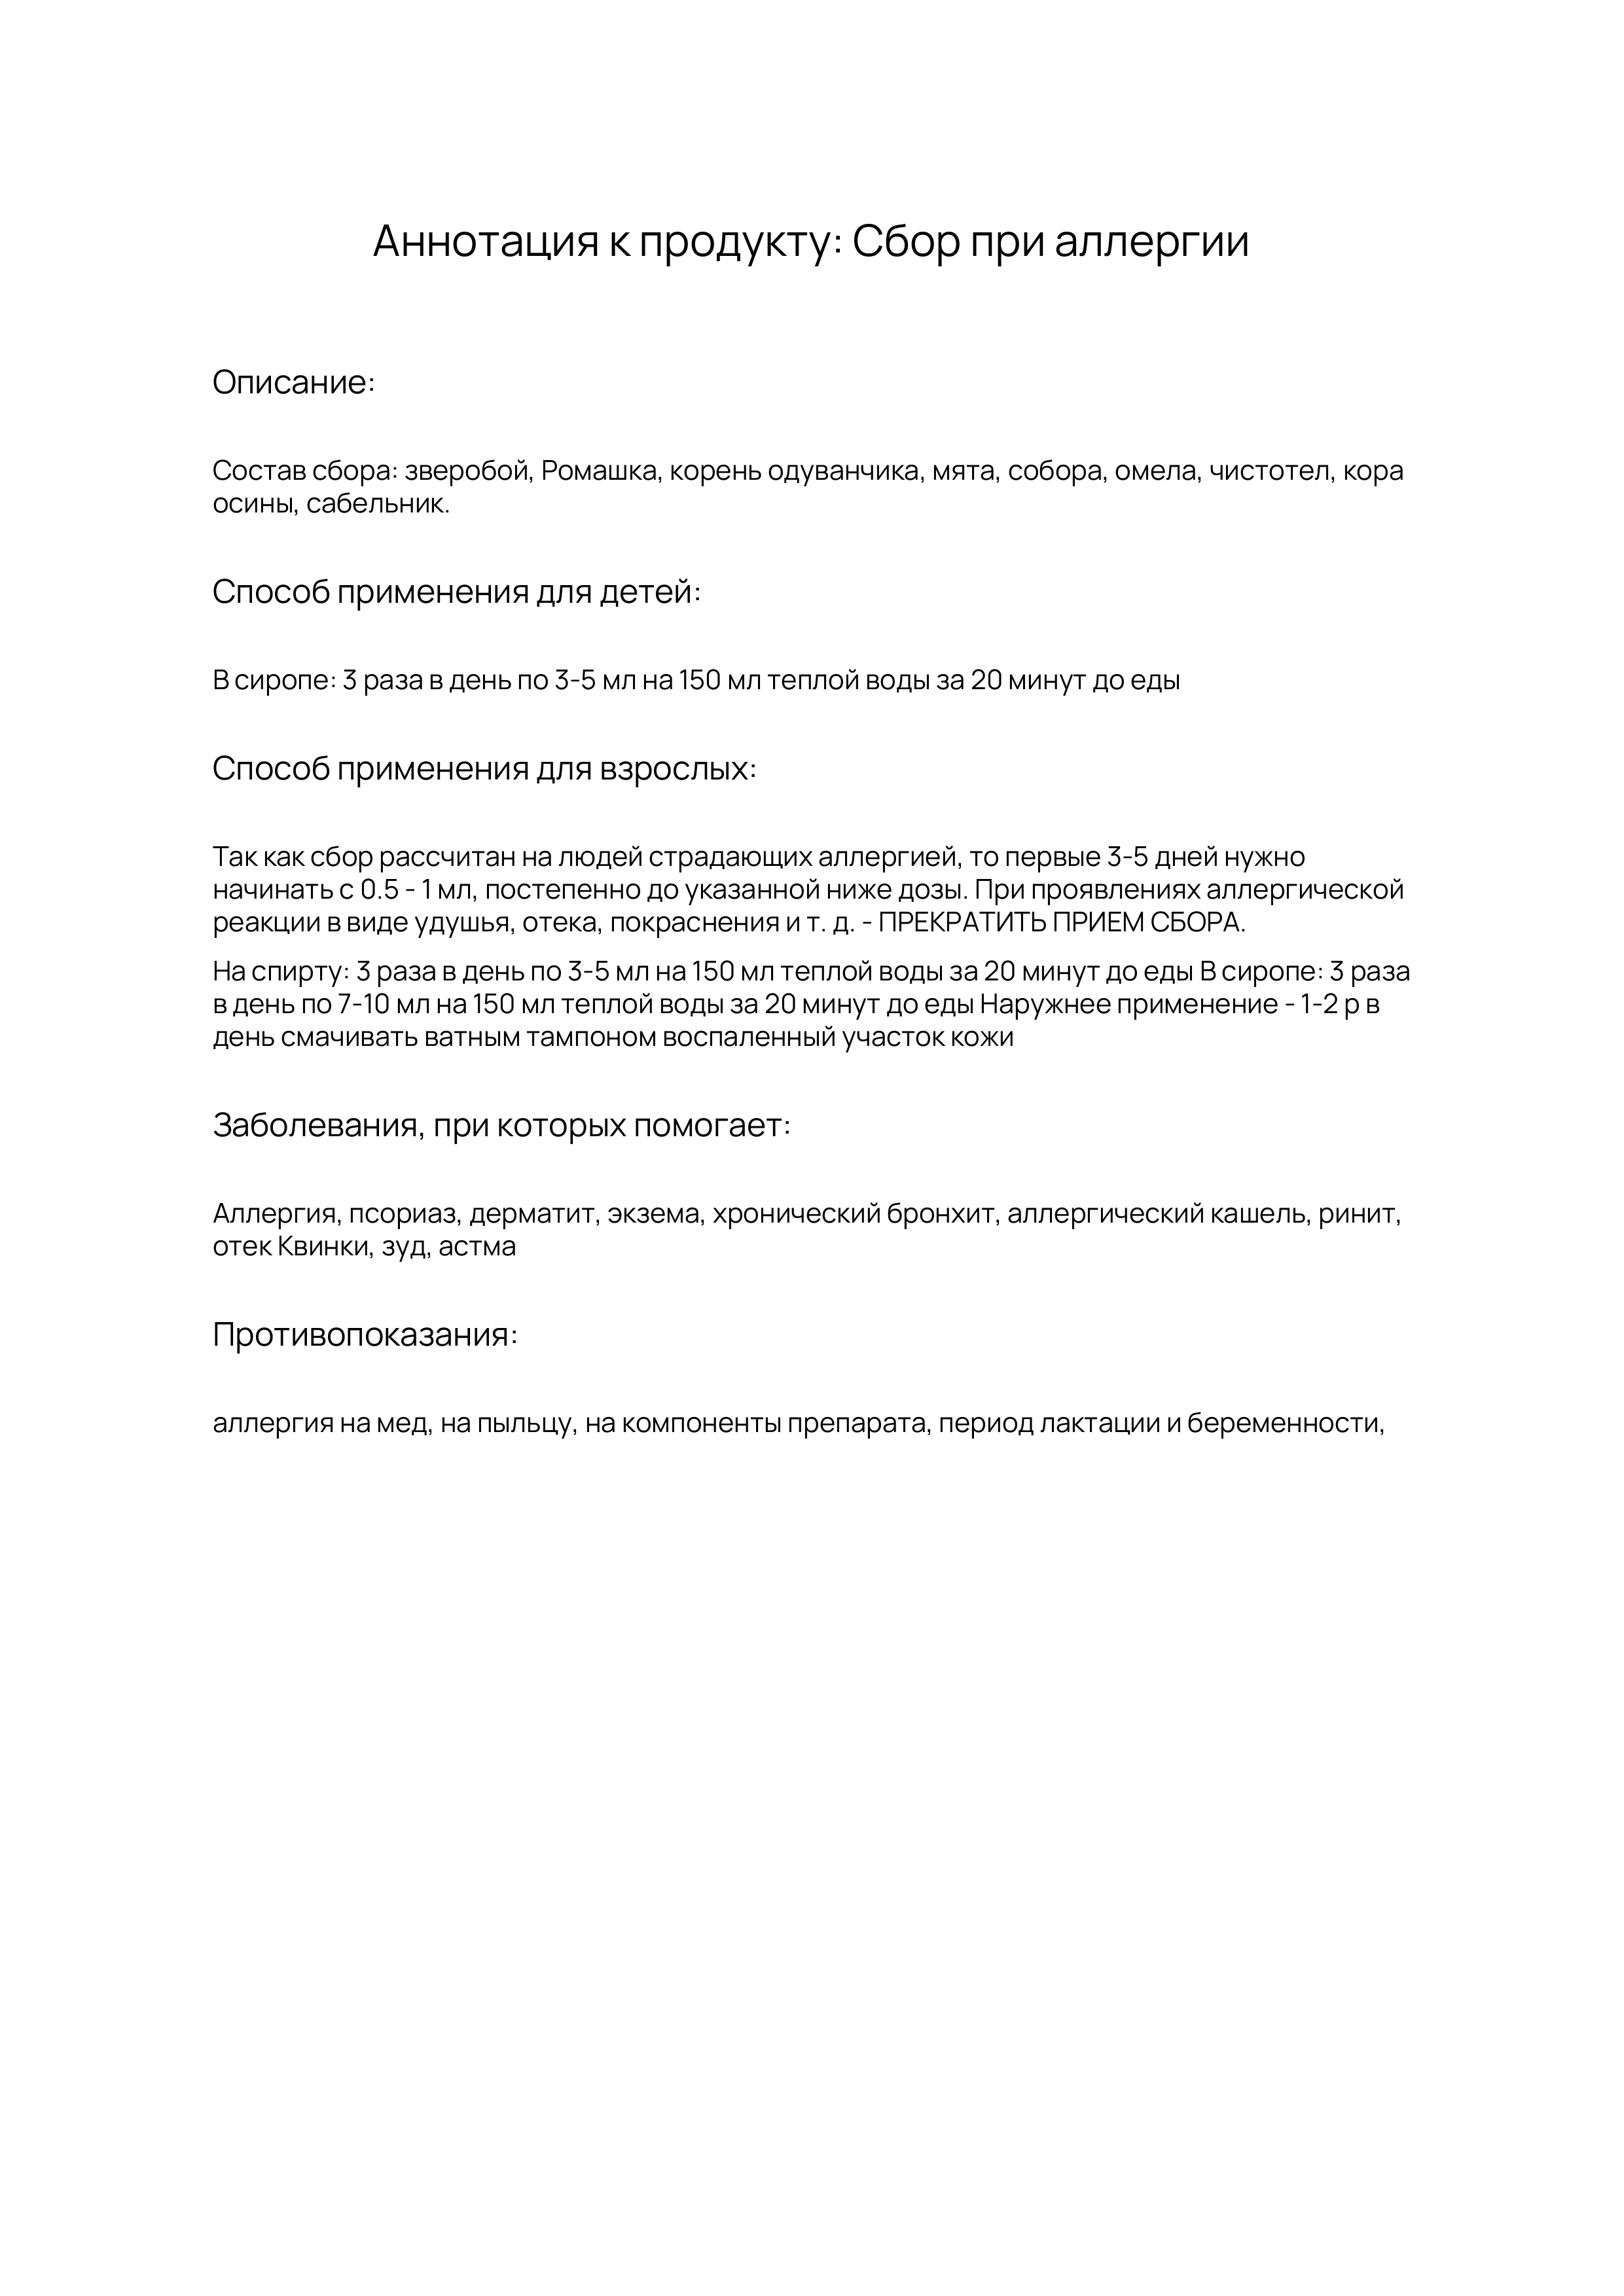 Аннотация к продукту: Сбор при аллергии
Описание:
Состав сбора: зверобой, Ромашка, корень одуванчика, мята, собора, омела, чистотел, кора
осины, сабельник.
Способ применения для детей:
В сиропе: 3 раза в день по 3-5 мл на 150 мл теплой воды за 20 минут до еды
Способ применения для взрослых:
Так как сбор рассчитан на людей страдающих аллергией, то первые 3-5 дней нужно
начинать с 0.5 - 1 мл, постепенно до указанной ниже дозы. При проявлениях аллергической
реакции в виде удушья, отека, покраснения и т. д. - ПРЕКРАТИТЬ ПРИЕМ СБОРА.
На спирту: 3 раза в день по 3-5 мл на 150 мл теплой воды за 20 минут до еды В сиропе: 3 раза
в день по 7-10 мл на 150 мл теплой воды за 20 минут до еды Наружнее применение - 1-2 р в
день смачивать ватным тампоном воспаленный участок кожи
Заболевания, при которых помогает:
Аллергия, псориаз, дерматит, экзема, хронический бронхит, аллергический кашель, ринит,
отек Квинки, зуд, астма
Противопоказания:
аллергия на мед, на пыльцу, на компоненты препарата, период лактации и беременности,